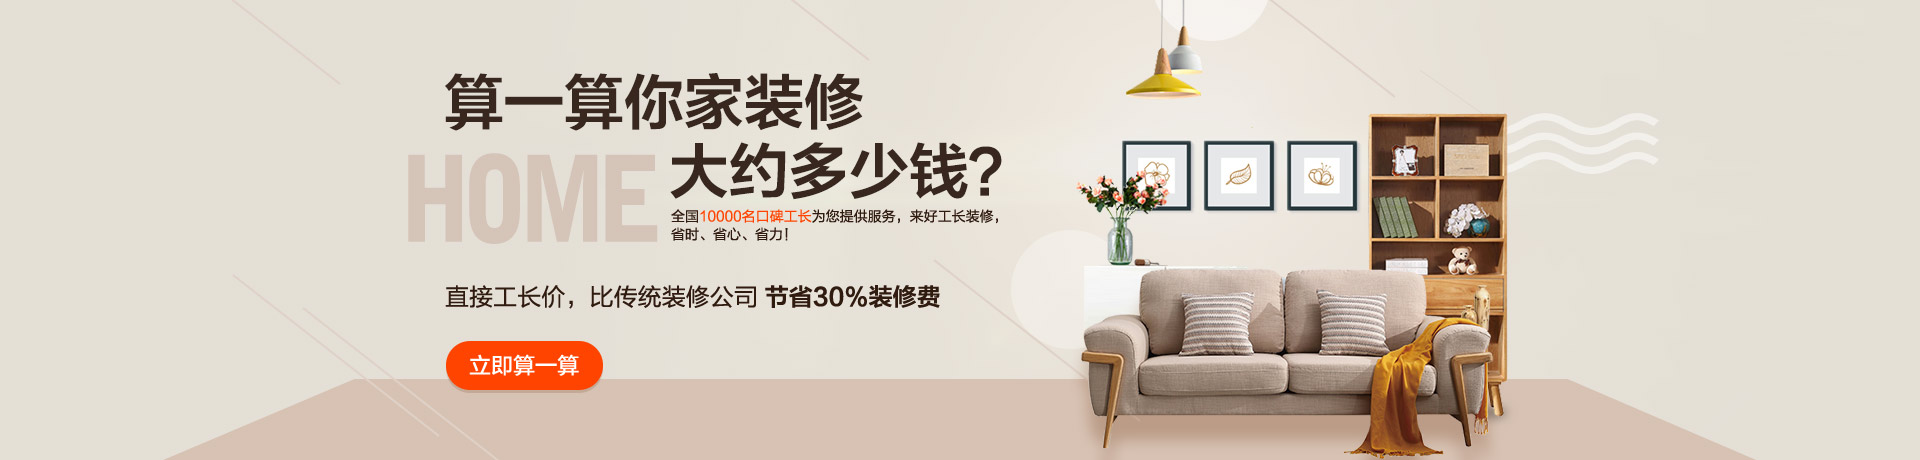 算一算你家装修
HOME
大约多少钱？
全国10000名口碑工长为您提供服务，来好工长装修，
省时、省心、省力！
直接工长价，比传统装修公司 节省30%装修费
立即算一算